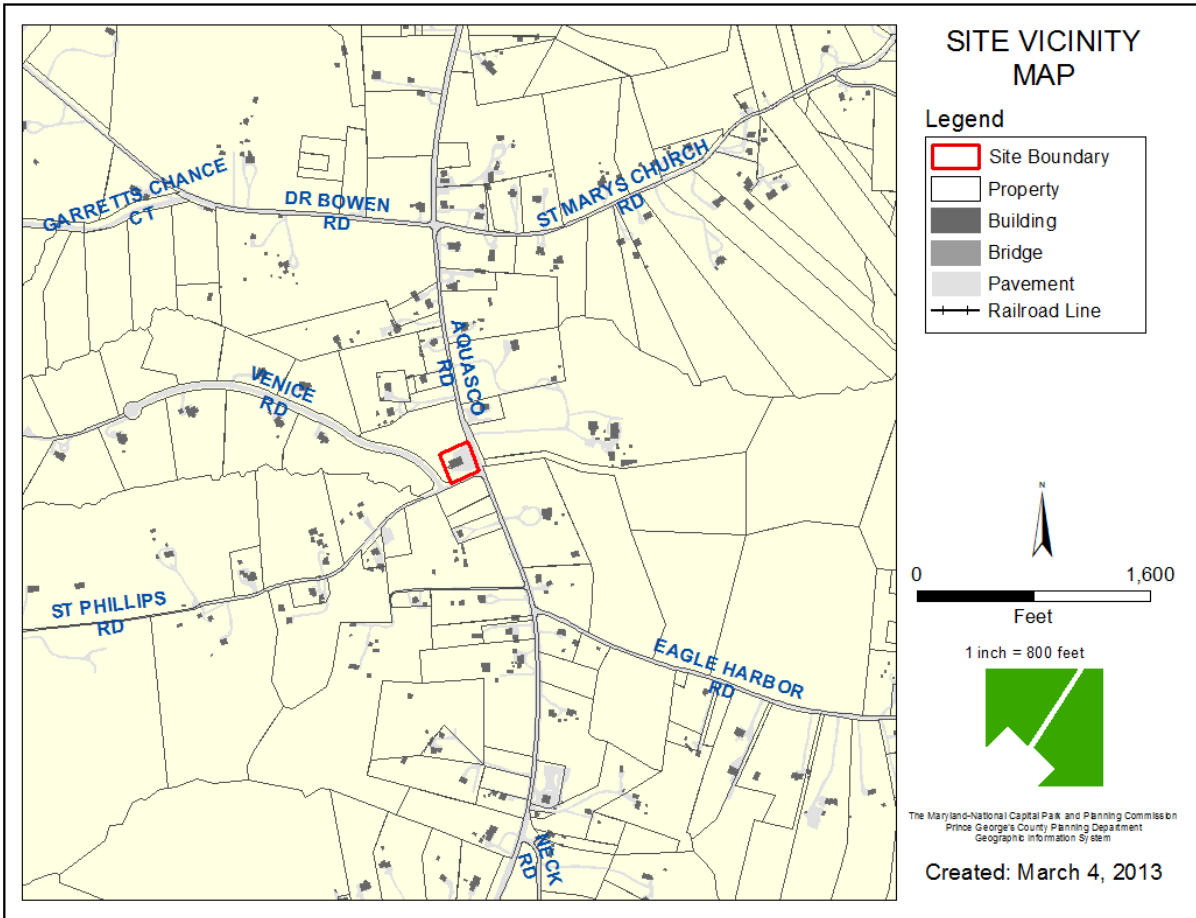 SITE VICINITY
MAP
Legend
Site Boundary
Property
Building
Bridge
Pavement
Railroad Line
GARRETTS CHANCE
CT
DR BOWEN
RD
ST MARYS CHURCH
RD
AQUASCO
RD
VENICE
RD
ST PHILLIPS
RD
EAGLE HARBOR
RD
NECK
RD
N
0 1,600
Feet
1 inch = 800 feet
The Maryland-National Capital Park and Planning Commission
Prince George's County Planning Department
Geographic Information System
Created: March 4, 2013